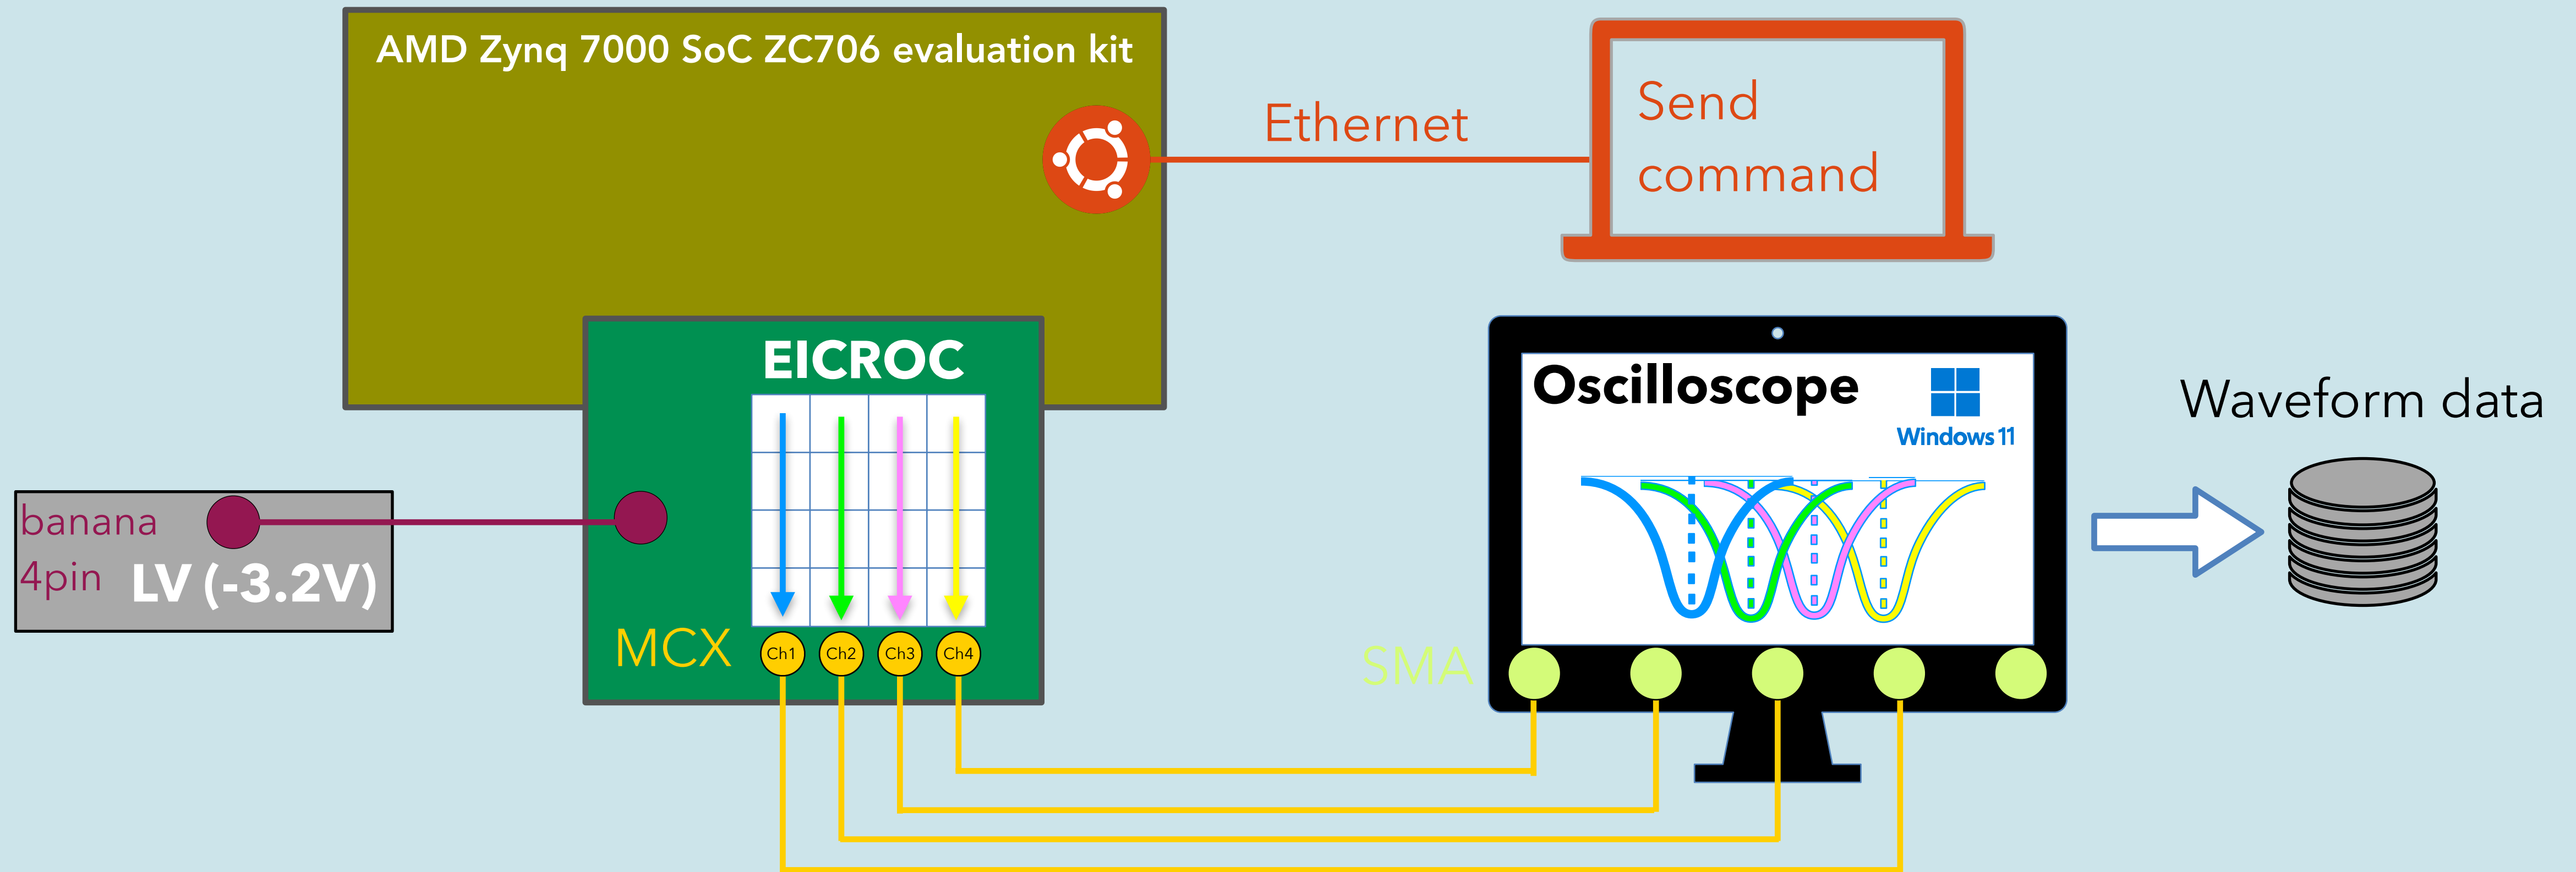 AMD Zynq 7000 SoC ZC706 evaluation kit
Ethernet
Send
command
EICROC
Oscilloscope
Windows 11
Waveform data
banana
4pin
LV (-3.2V)
MCX
Ch1
Ch2
Ch3
Ch4
SMA